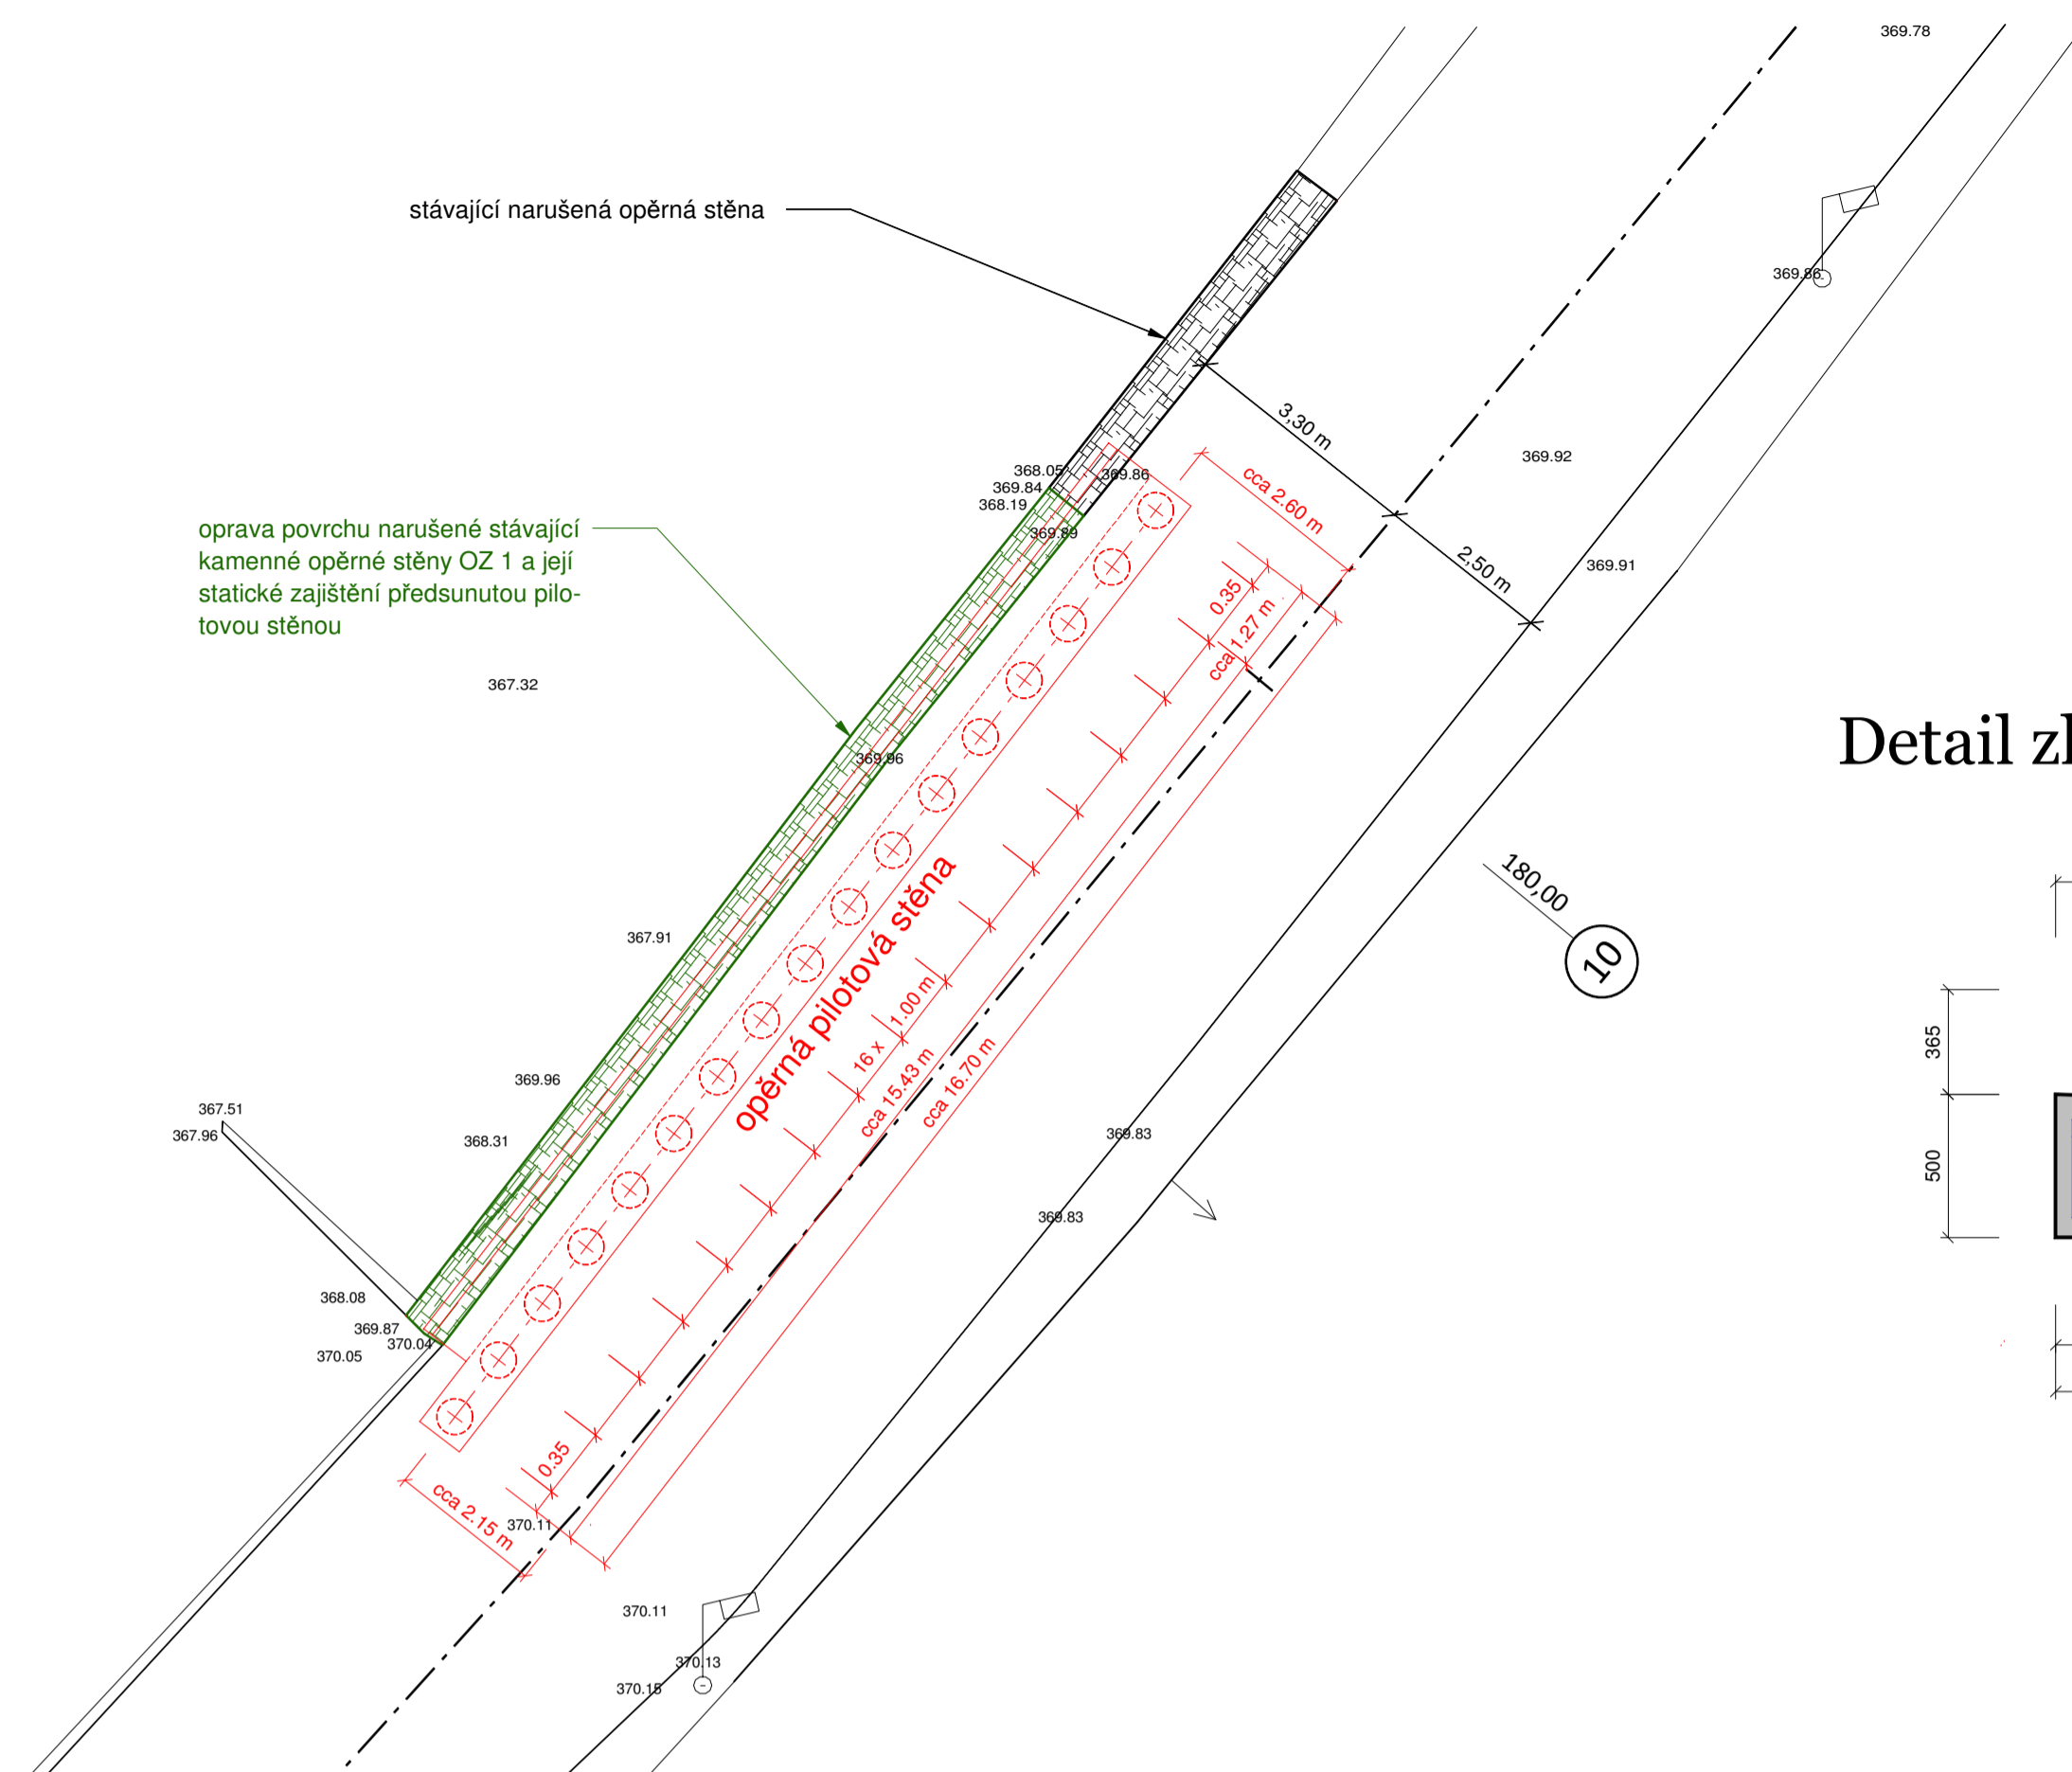 369.78
stávající narušená opěrná stěna
369.86
3,30 m
369.92
368.05
369.84
368.19
369.86
369.89
cca 2.60 m
2,50 m
369.91
oprava povrchu narušené stávající
kamenné opěrné stěny OZ 1 a její
statické zajištění předsunutou pilo-
tovou stěnou
0.35
cca 1.27 m
367.32
369.96
Detail
180,00
10
opěrná pilotová stěna
367.91
16 x 1.00 m
cca 15.43 m
cca 16.70 m
365
500
369.96
367.51
367.96
368.31
369.83
369.83
368.08
369.87
370.04
370.05
0.35
cca 2.15 m
370.11
370.11
370.13
370.15